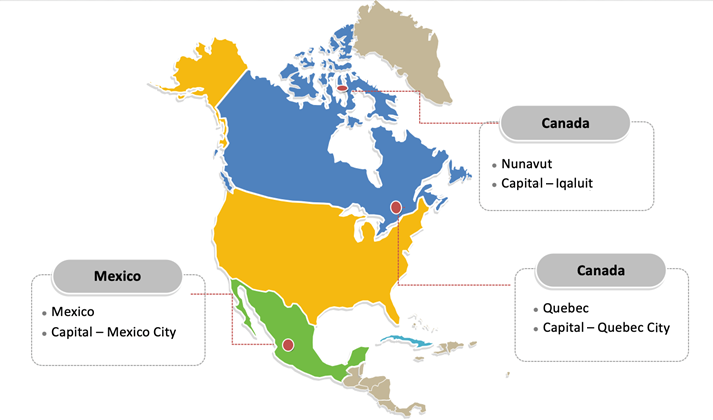 Canada
• Nunavut
• Capital – Iqaluit
Mexico
• Mexico
• Capital – Mexico City
Canada
• Quebec
• Capital – Quebec City